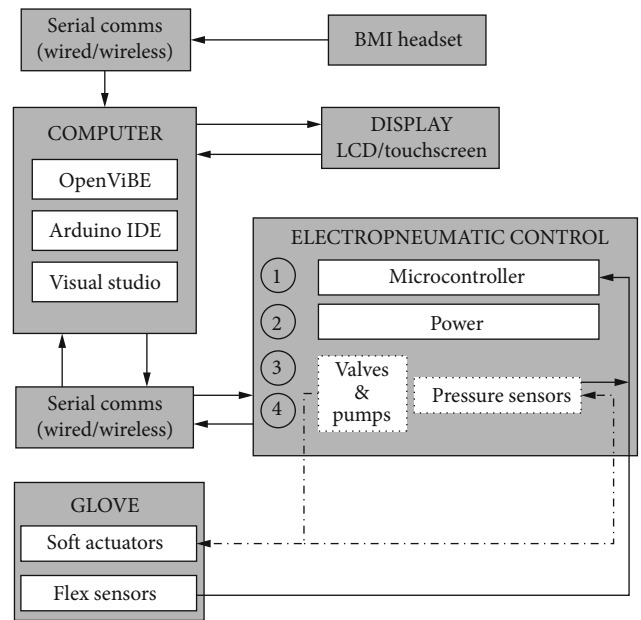 Serial comms
(wired/wireless)
BMI headset
COMPUTER
OpenViBE
Arduino IDE
Visual studio
DISPLAY
LCD/touchscreen
Serial comms
(wired/wireless)
ELECTROPNEUMATIC CONTROL
1
Microcontroller
2
Power
3
4
Valves
&
pumps
Pressure sensors
GLOVE
Soft actuators
Flex sensors